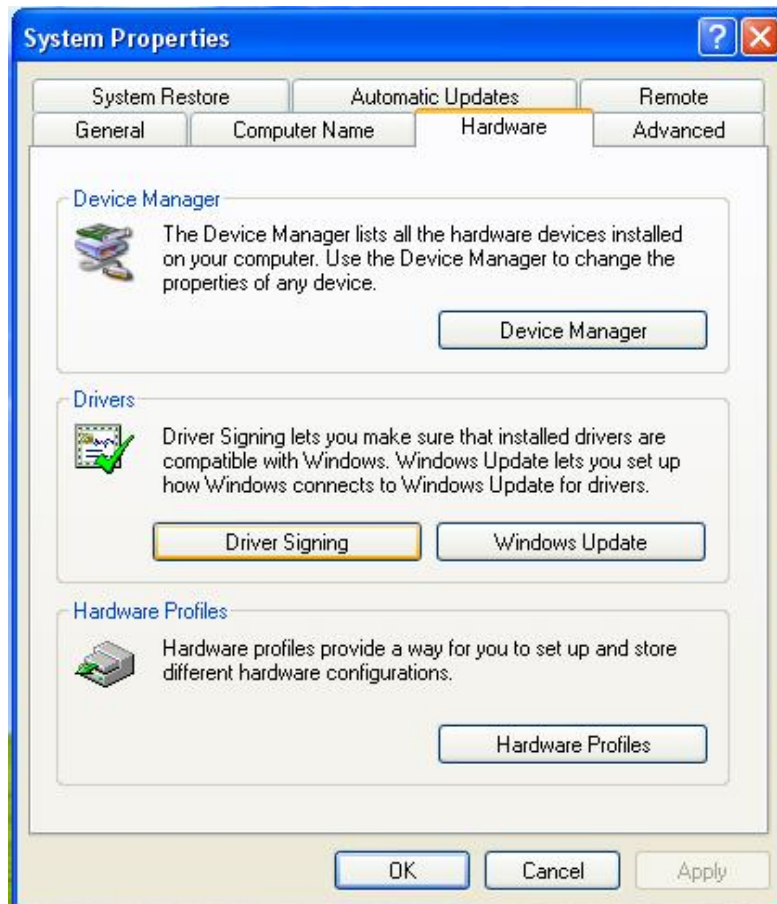 System Properties
System Restore
Automatic Updates
Remote
General
Computer Name
Hardware
Advanced
Device Manager
The Device Manager lists all the hardware devices installed
on your computer. Use the Device Manager to change the
properties of any device.
Device Manager
Drivers
Driver Signing lets you make sure that installed drivers are
compatible with Windows. Windows Update lets you set up
how Windows connects to Windows Update for drivers.
Driver Signing
Windows Update
Hardware Profiles
Hardware profiles provide a way for you to set up and store
different hardware configurations.
Hardware Profiles
OK
Cancel
Apply